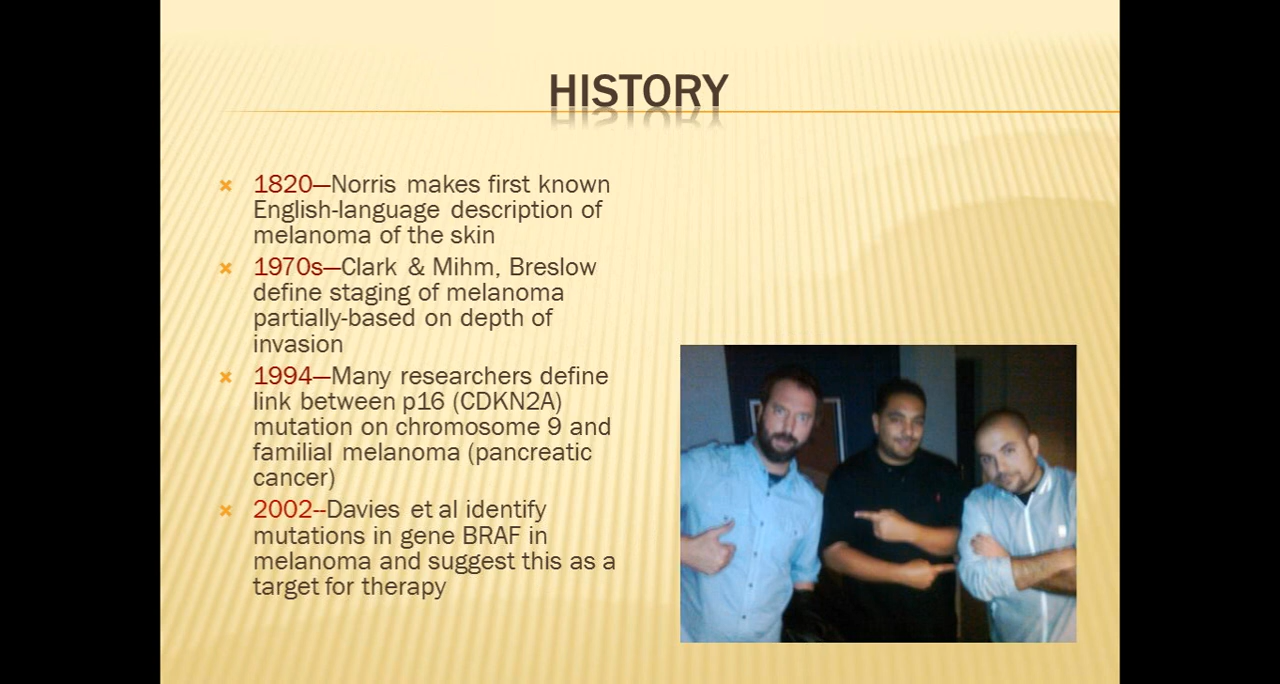 HISTORY
1820—Norris makes first known
English-language description of
melanoma of the skin
1970s—Clark & Mihm, Breslow
define staging of melanoma
partially-based on depth of
invasion
1994—Many researchers define
link between p16 (CDKN2A)
mutation on chromosome 9 and
familial melanoma (pancreatic
cancer)
2002--Davies et al identify
mutations in gene BRAF in
melanoma and suggest this as a
target for therapy